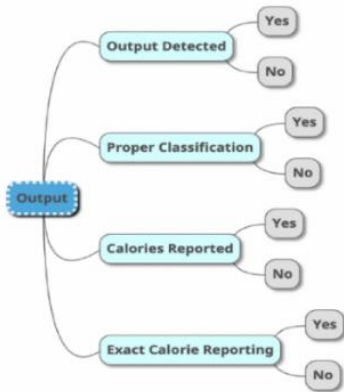 Output
Output Detected
Yes
No
Proper Classification
Yes
No
Calories Reported
Yes
No
Exact Calorie Reporting
Yes
No